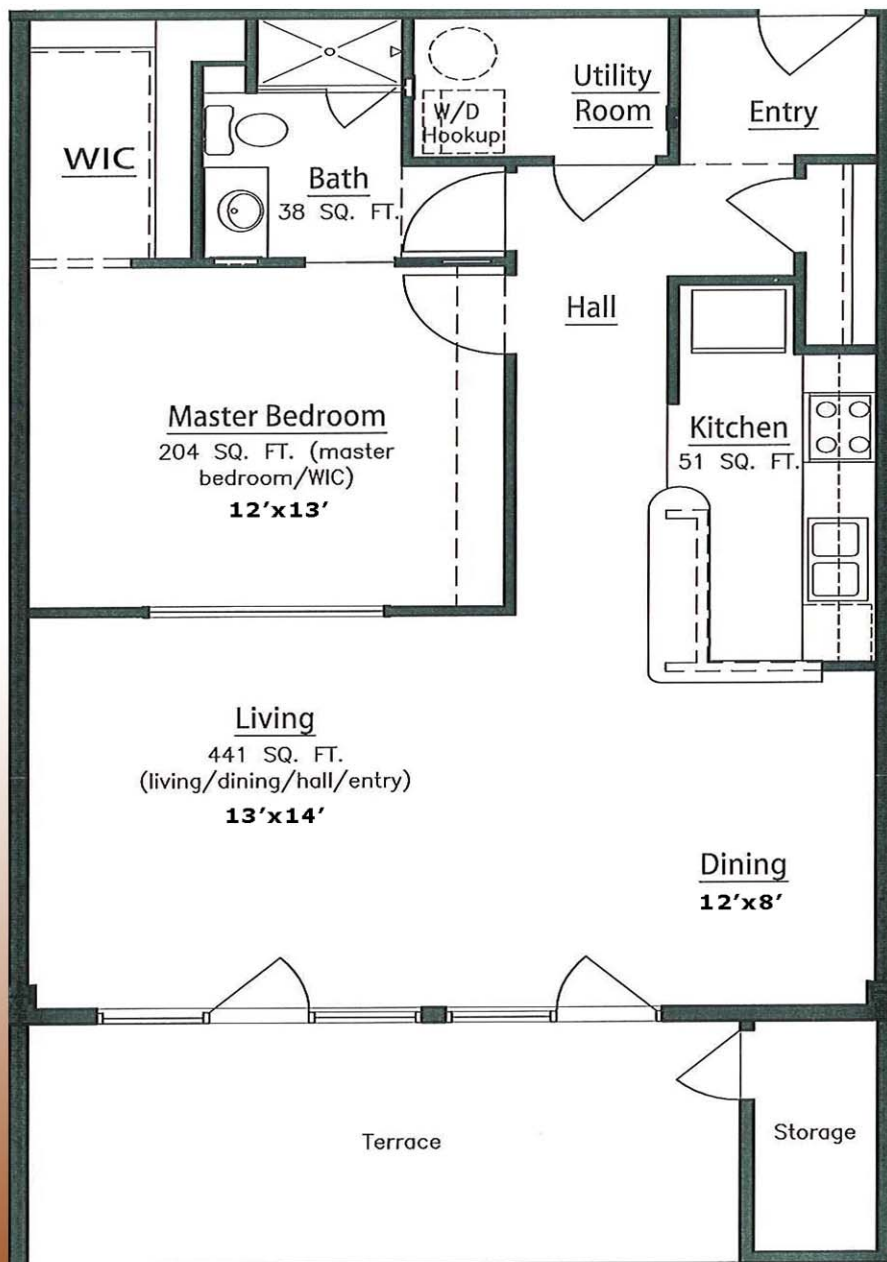 Utility
Room
W/D
Hookup
Entry
WIC
Bath
38 SQ. FT.
Hall
Master Bedroom
204 SQ. FT. (master
bedroom/WIC)
12'x13'
Kitchen
51 SQ. FT.
Living
441 SQ. FT.
(living/dining/hall/entry)
13'x14'
Dining
12'x8'
Terrace
Storage